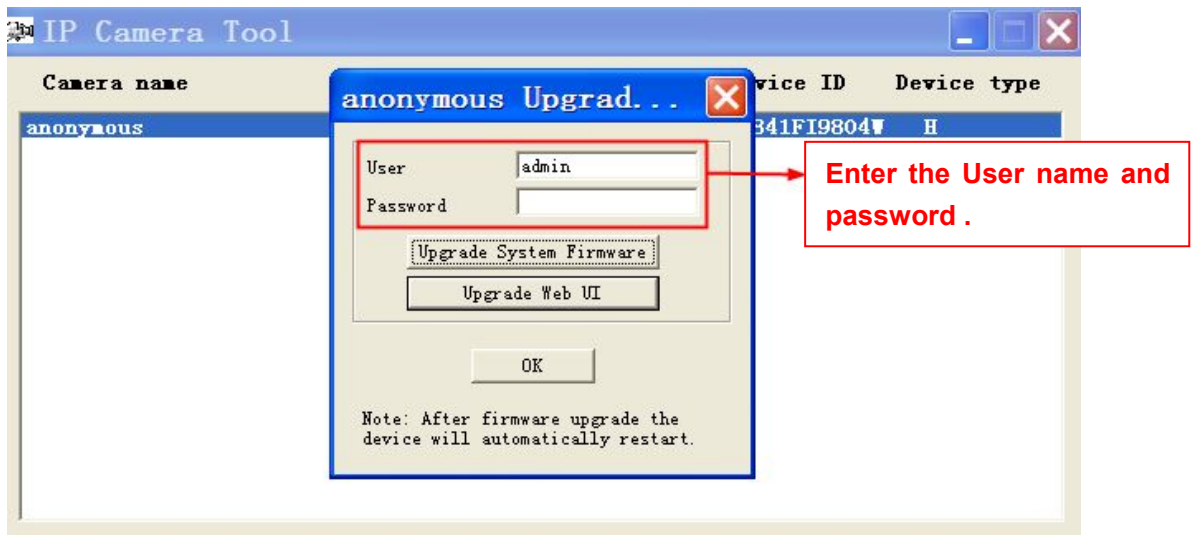 IP Camera Tool
Camera name
vice ID Device type
anonymous Upgrad...
anonymous
341FI9804W H
User admin
Password
Enter the User name and
password .
Upgrade System Firmware
Upgrade Web UI
OK
Note: After firmware upgrade the
device will automatically restart.